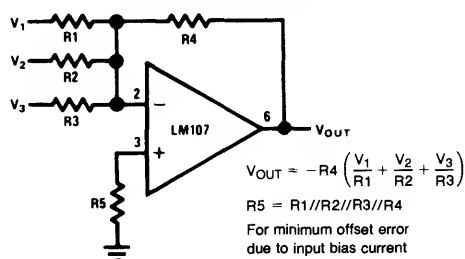 V1
R1
R4
V2
R2
V3
R3
2
−
LM107
6
VOUT
3
+
R5
VOUT = −R4 (V1/R1 + V2/R2 + V3/R3)
R5 = R1//R2//R3//R4
For minimum offset error
due to input bias current